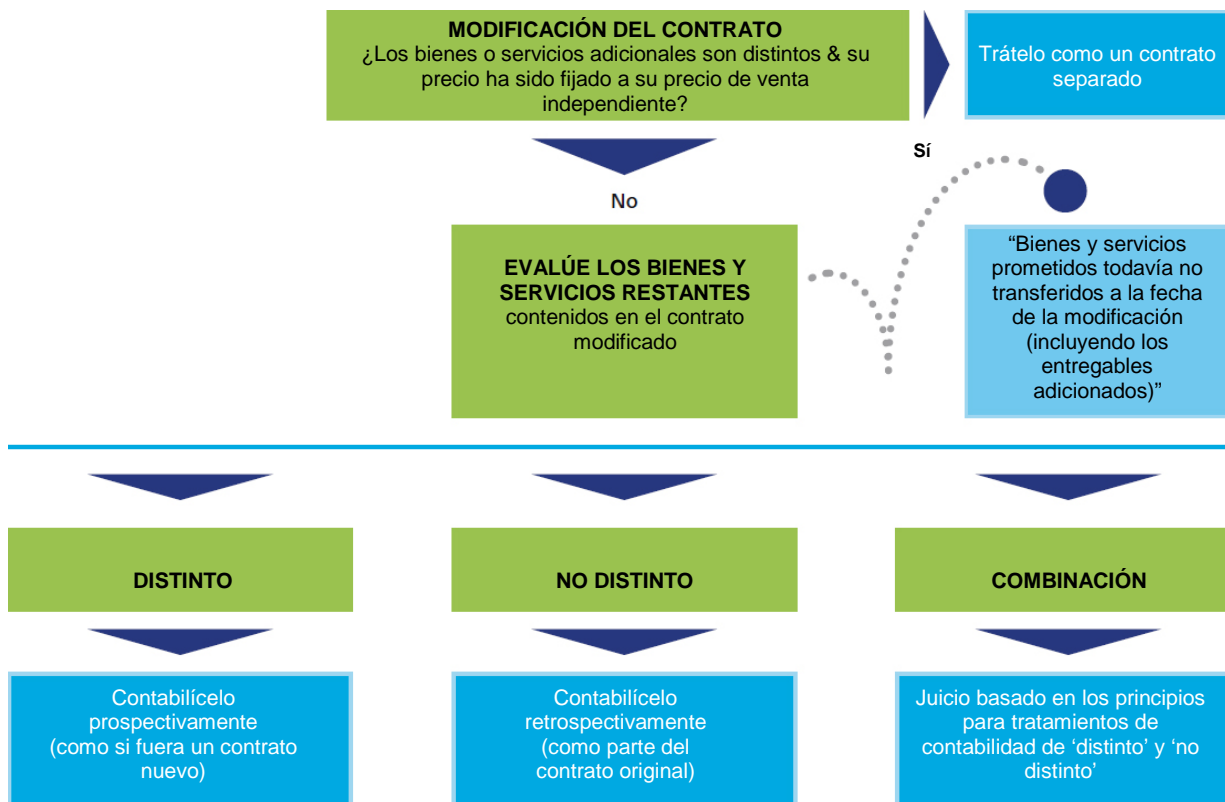 MODIFICACIÓN DEL CONTRATO
¿Los bienes o servicios adicionales son distintos & su
precio ha sido fijado a su precio de venta
independiente?
Trátelo como un contrato
separado
Sí
No
EVALÚE LOS BIENES Y
SERVICIOS RESTANTES
contenidos en el contrato
modificado
“Bienes y servicios
prometidos todavía no
transferidos a la fecha
de la modificación
(incluyendo los
entregables
adicionados)”
DISTINTO
NO DISTINTO
COMBINACIÓN
Contabilícelo
prospectivamente
(como si fuera un contrato
nuevo)
Contabilícelo
retrospectivamente
(como parte del
contrato original)
Juicio basado en los principios
para tratamientos de
contabilidad de ‘distinto’ y ‘no
distinto’